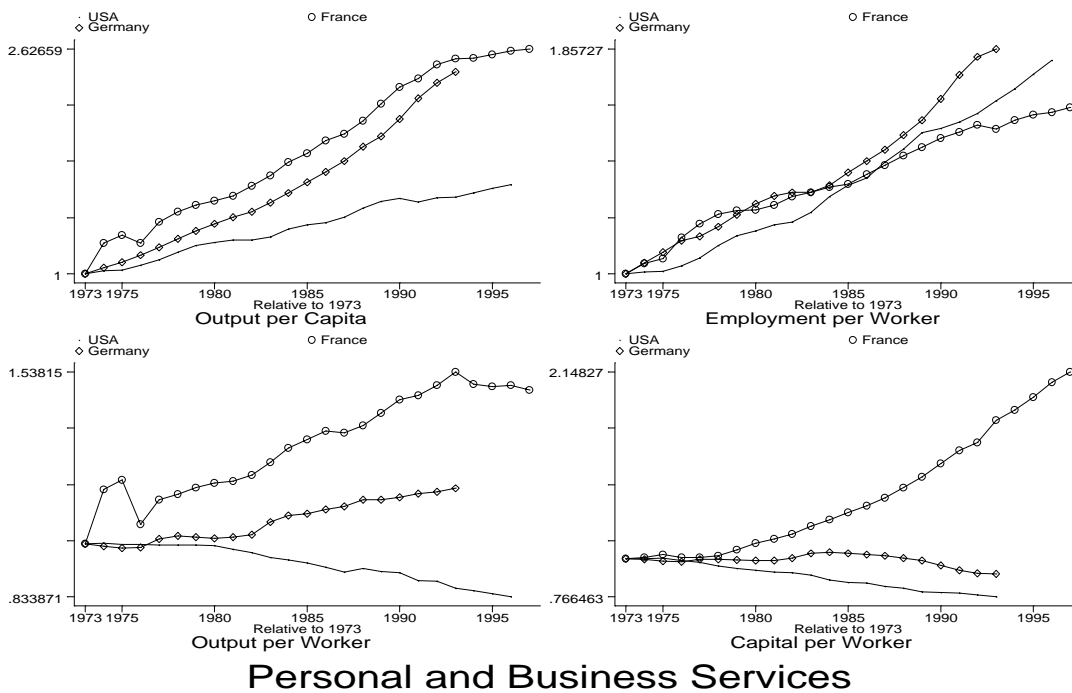 USA France
Germany
2.62659
1
1973 1975 1980 1985 1990 1995
Relative to 1973
Output per Capita
USA France
Germany
1.85727
1
1973 1975 1980 1985 1990 1995
Relative to 1973
Employment per Worker
USA France
Germany
1.53815
.833871
1973 1975 1980 1985 1990 1995
Relative to 1973
Output per Worker
USA France
Germany
2.14827
.766463
1973 1975 1980 1985 1990 1995
Relative to 1973
Capital per Worker
Personal and Business Services